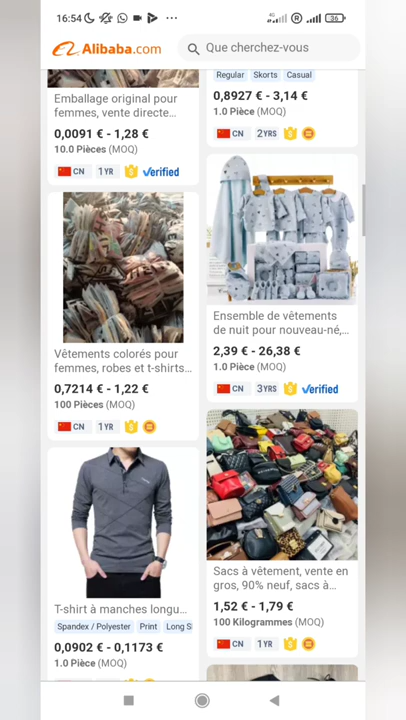 16:54
4G
R
36
Alibaba.com
Que cherchez-vous
Emballage original pour
femmes, vente directe…
0,0091 € - 1,28 €
10.0 Pièces (MOQ)
CN 1YR Verified
Vêtements colorés pour
femmes, robes et t-shirts…
0,7214 € - 1,22 €
100 Pièces (MOQ)
CN 1YR
T-shirt à manches longu…
Spandex / Polyester Print Long S
0,0902 - 0,1173 €
1.0 Pièce (MOQ)
Regular Skorts Casual
0,8927 € - 3,14 €
1.0 Pièce (MOQ)
CN 2YRS
Ensemble de vêtements
de nuit pour nouveau-né,…
2,39 € - 26,38 €
1.0 Pièce (MOQ)
CN 3YRS Verified
Sacs à vêtement, vente en
gros, 90% neuf, sacs à…
1,52 € - 1,79 €
100 Kilogrammes (MOQ)
CN 1YR